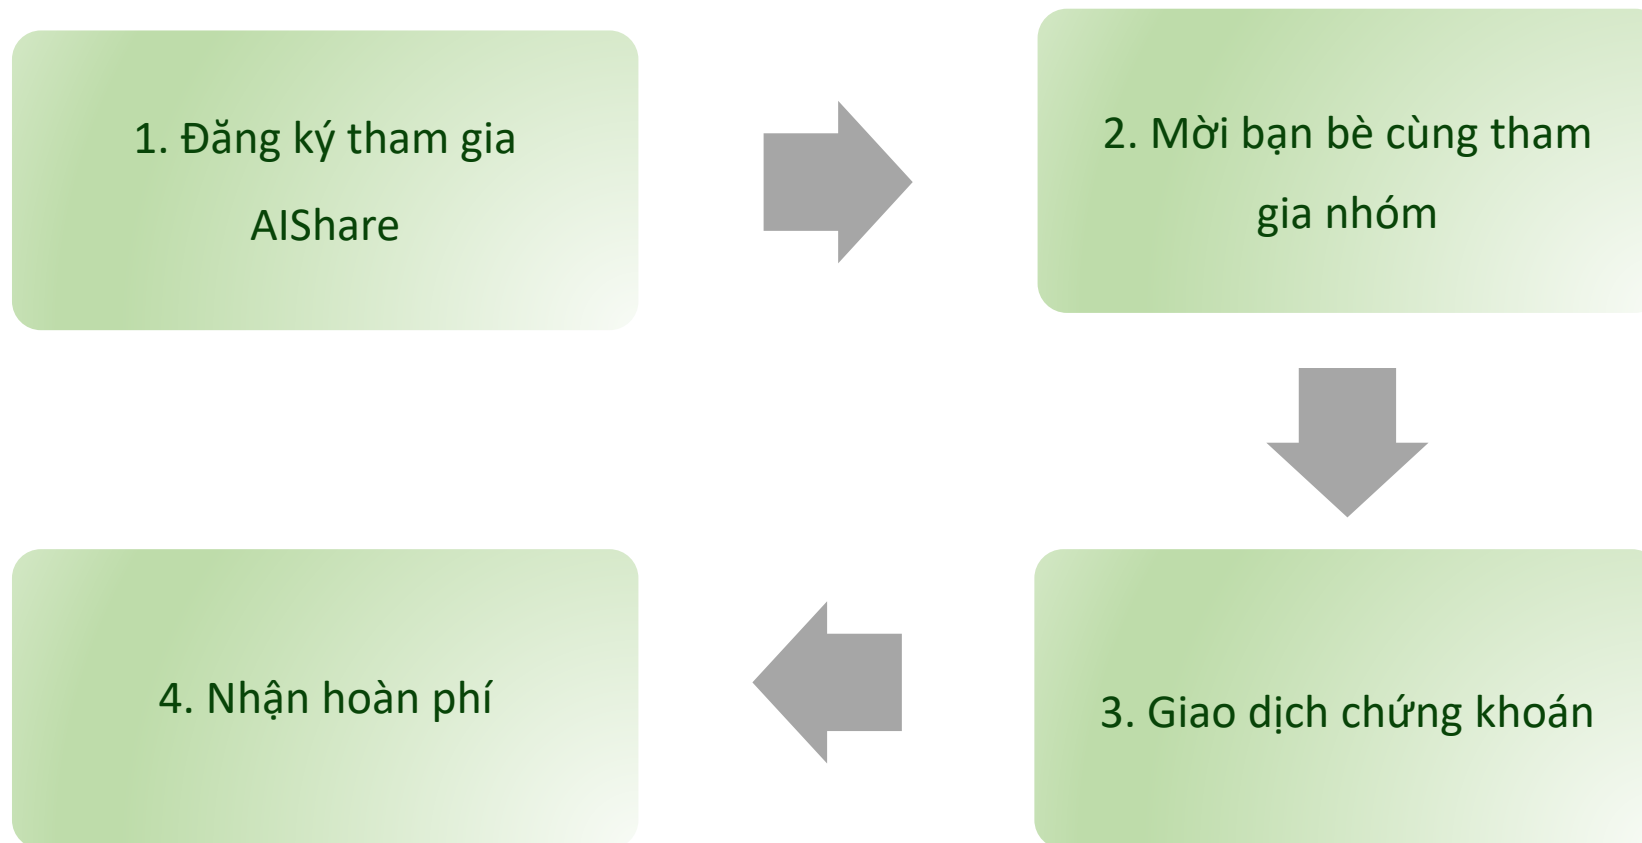 1. Đăng ký tham gia
AIShare
2. Mời bạn bè cùng tham
gia nhóm
3. Giao dịch chứng khoán
4. Nhận hoàn phí